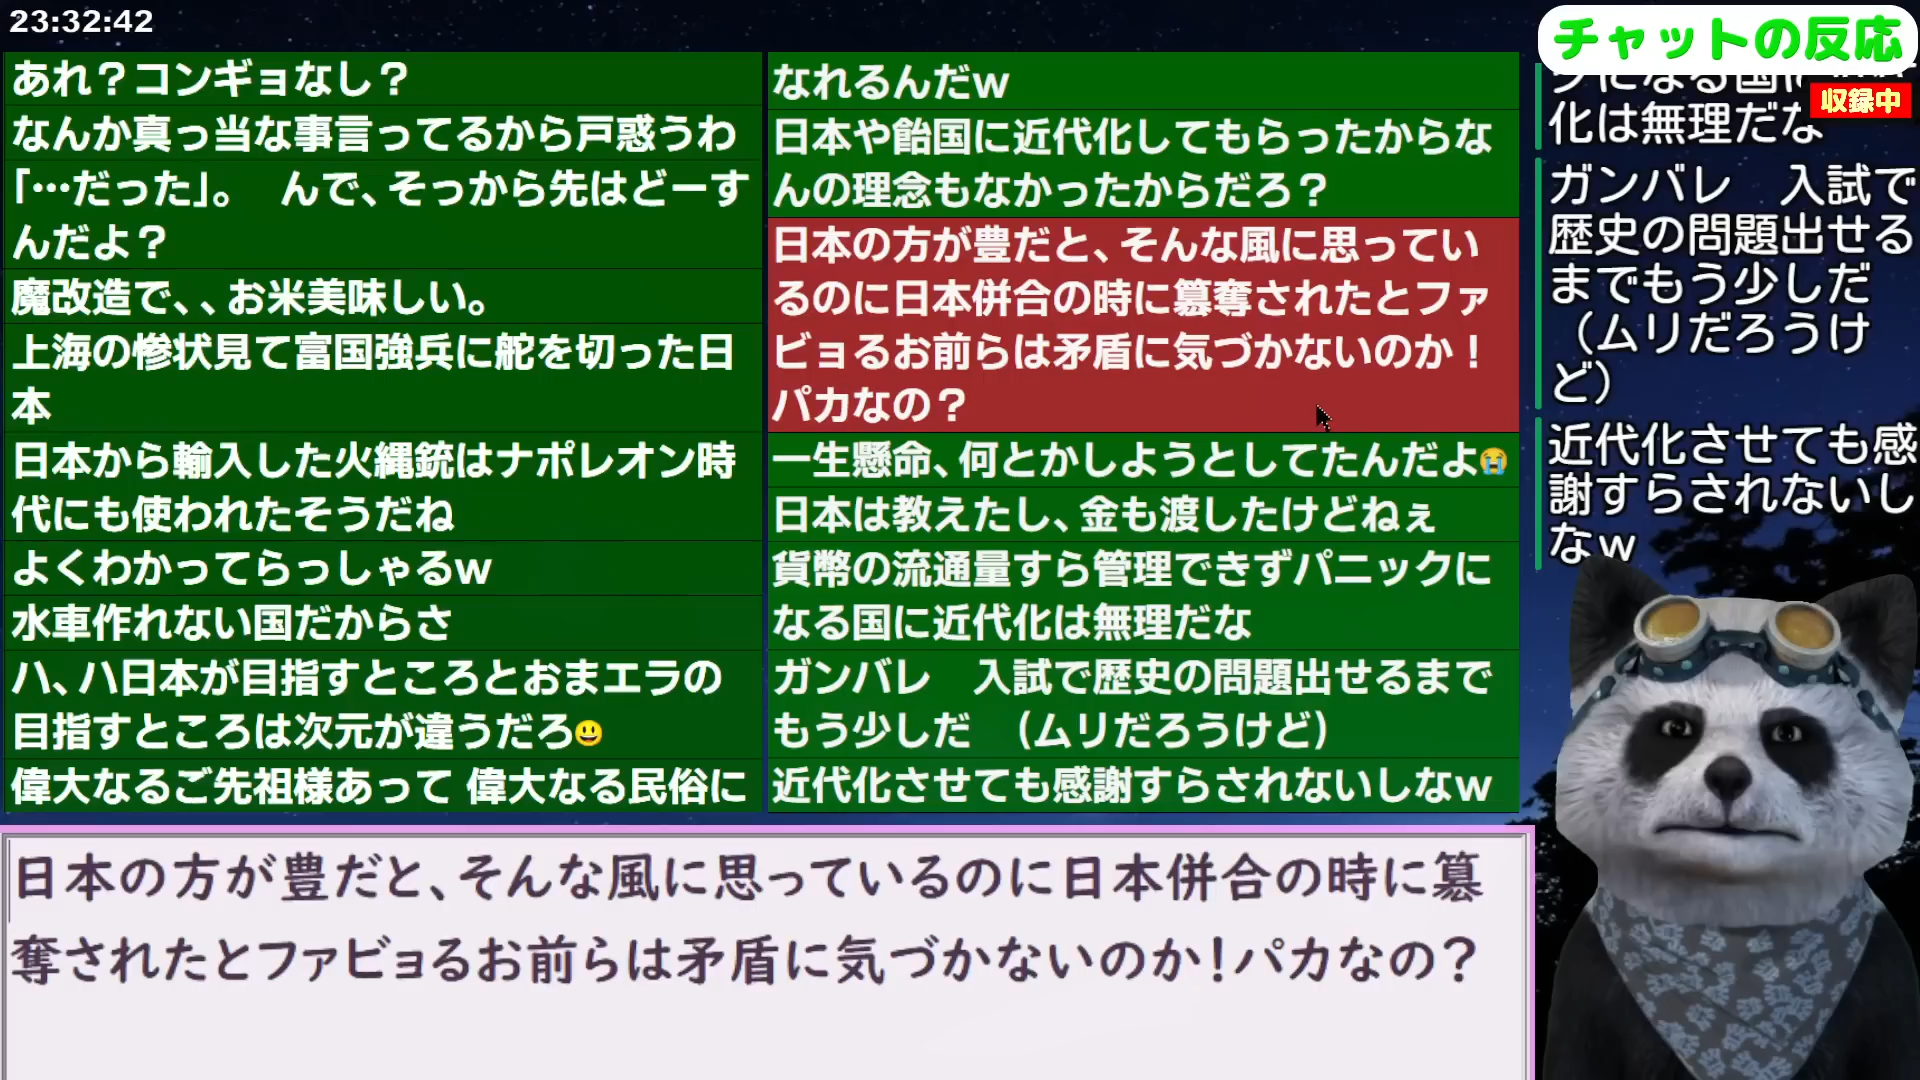 23:32:42
あれ？コンギョなし？
なんか真っ当な事言ってるから戸惑うわ
「…だった」。　んで、そっから先はどーす
んだよ？
魔改造で、、お米美味しい。
上海の惨状見て富国強兵に舵を切った日
本
日本から輸入した火縄銃はナポレオン時
代にも使われたそうだね
よくわかってらっしゃるw
水車作れない国だからさ
ハ、ハ日本が目指すところとおまエラの
目指すところは次元が違うだろ😃
偉大なるご先祖様あって 偉大なる民俗に
なれるんだw
日本や飴国に近代化してもらったからな
んの理念もなかったからだろ？
日本の方が豊だと、そんな風に思ってい
るのに日本併合の時に簒奪されたとファ
ビョるお前らは矛盾に気づかないのか！
パカなの？
一生懸命、何とかしようとしてたんだよ😭
日本は教えたし、金も渡したけどねぇ
貨幣の流通量すら管理できずパニックに
なる国に近代化は無理だな
ガンバレ　入試で歴史の問題出せるまで
もう少しだ　（ムリだろうけど）
近代化させても感謝すらされないしなw
チャットの反応
収録中
化は無理だな
ガンバレ　入試で
歴史の問題出せる
までもう少しだ
（ムリだろうけ
ど）
近代化させても感
謝すらされないし
なw
日本の方が豊だと、そんな風に思っているのに日本併合の時に簒
奪されたとファビョるお前らは矛盾に気づかないのか！パカなの？